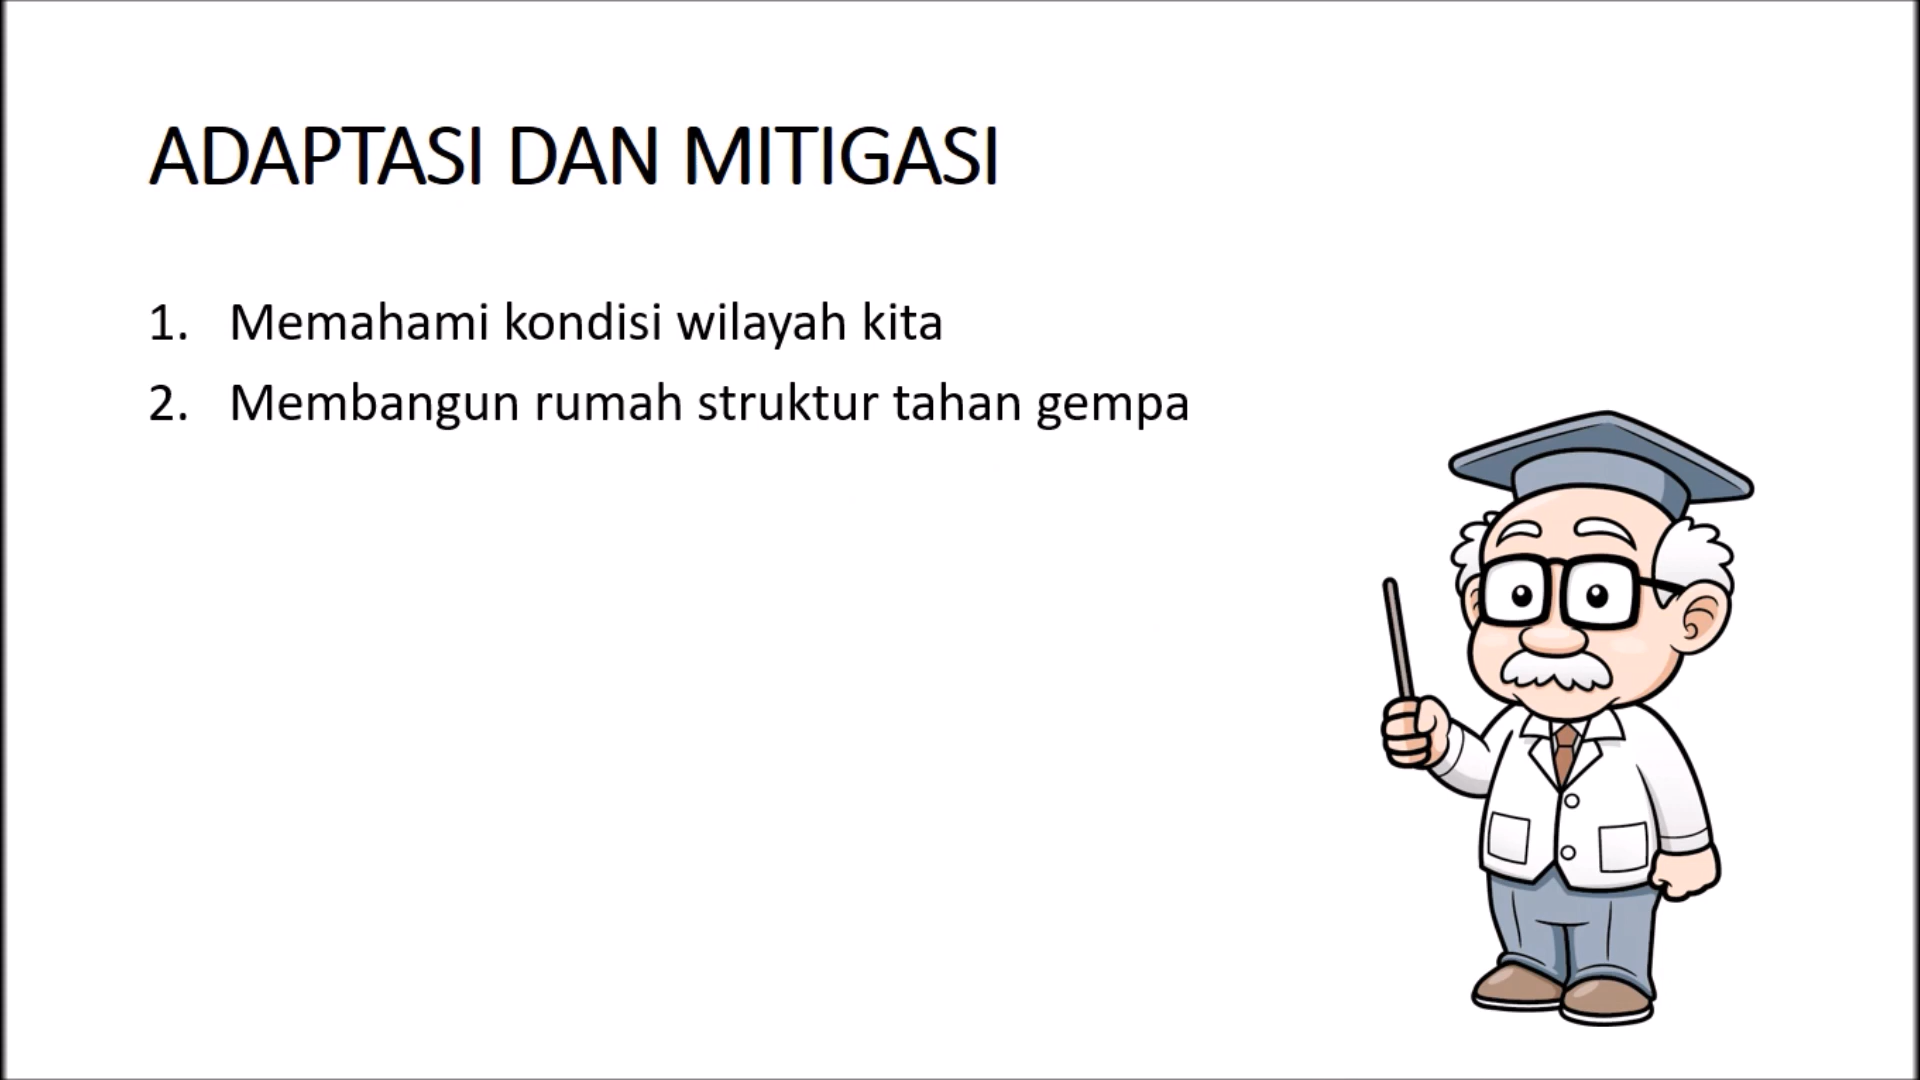 ADAPTASI DAN MITIGASI
1. Memahami kondisi wilayah kita
2. Membangun rumah struktur tahan gempa